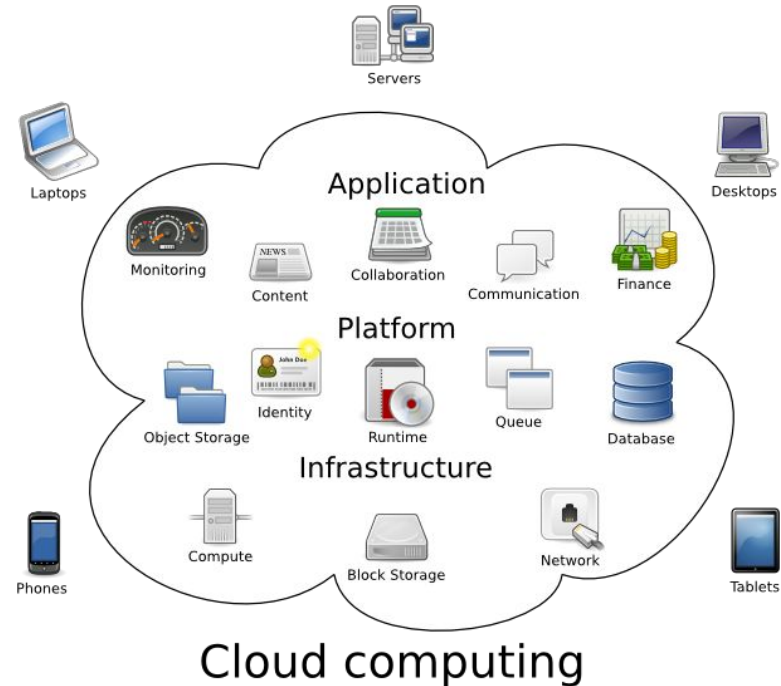 Servers
Laptops
Desktops
Application
Monitoring
NEWS
Content
Collaboration
Communication
Finance
Platform
Object Storage
John Doe
Identity
Runtime
Queue
Database
Infrastructure
Compute
Block Storage
Network
Phones
Tablets
Cloud computing